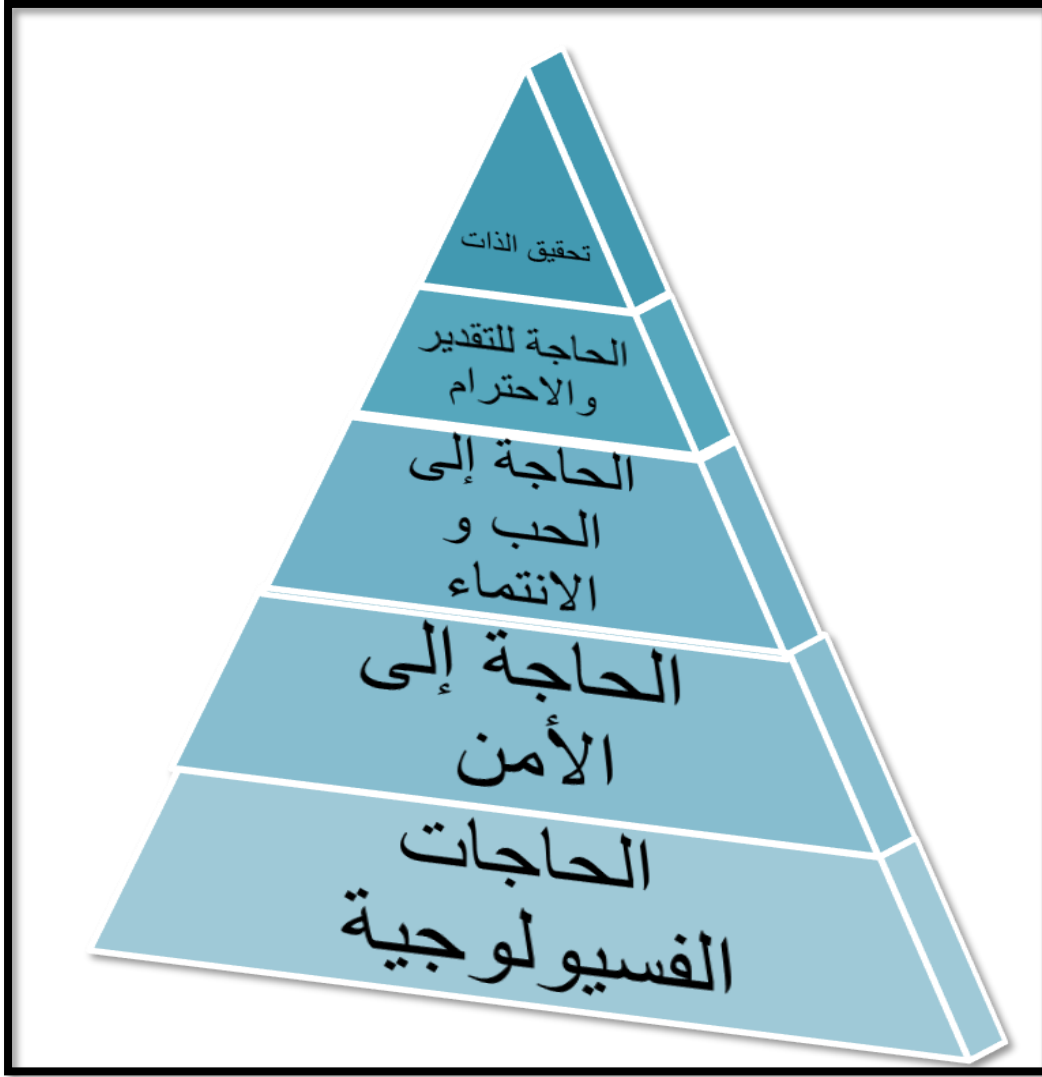 تحقيق الذات
الحاجة للتقدير
والاحترام
الحاجة إلى
الحب و
الانتماء
الحاجة إلى
الأمن
الحاجات
الفسيولوجية